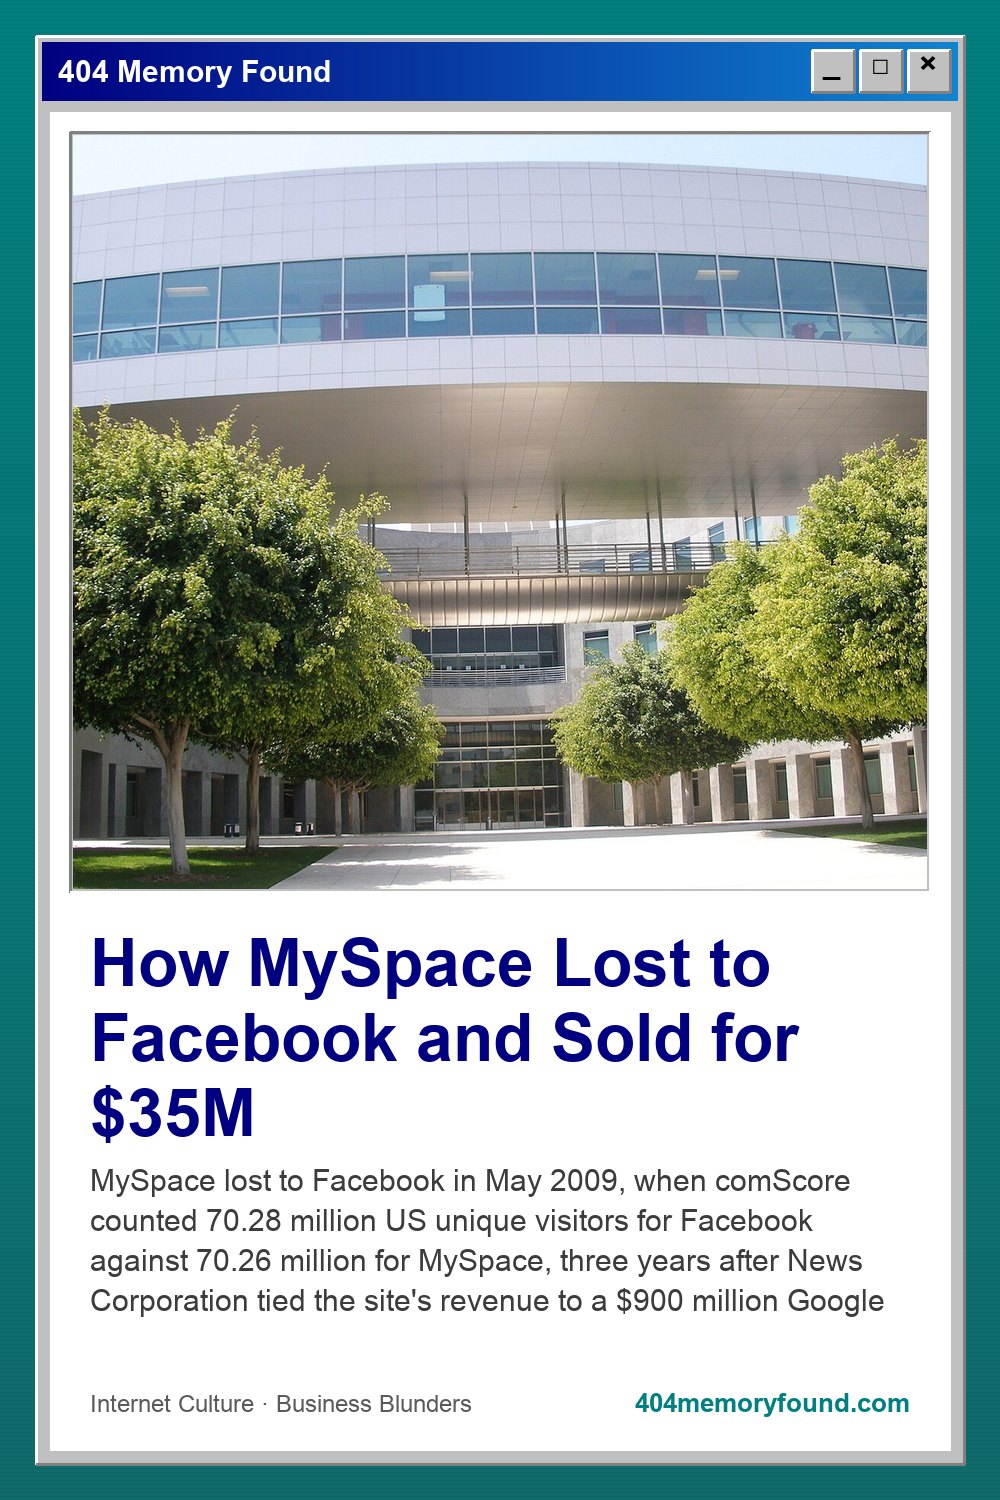 404 Memory Found
How MySpace Lost to
Facebook and Sold for
$35M
MySpace lost to Facebook in May 2009, when comScore
counted 70.28 million US unique visitors for Facebook
against 70.26 million for MySpace, three years after News
Corporation tied the site's revenue to a $900 million Google
Internet Culture · Business Blunders
404memoryfound.com